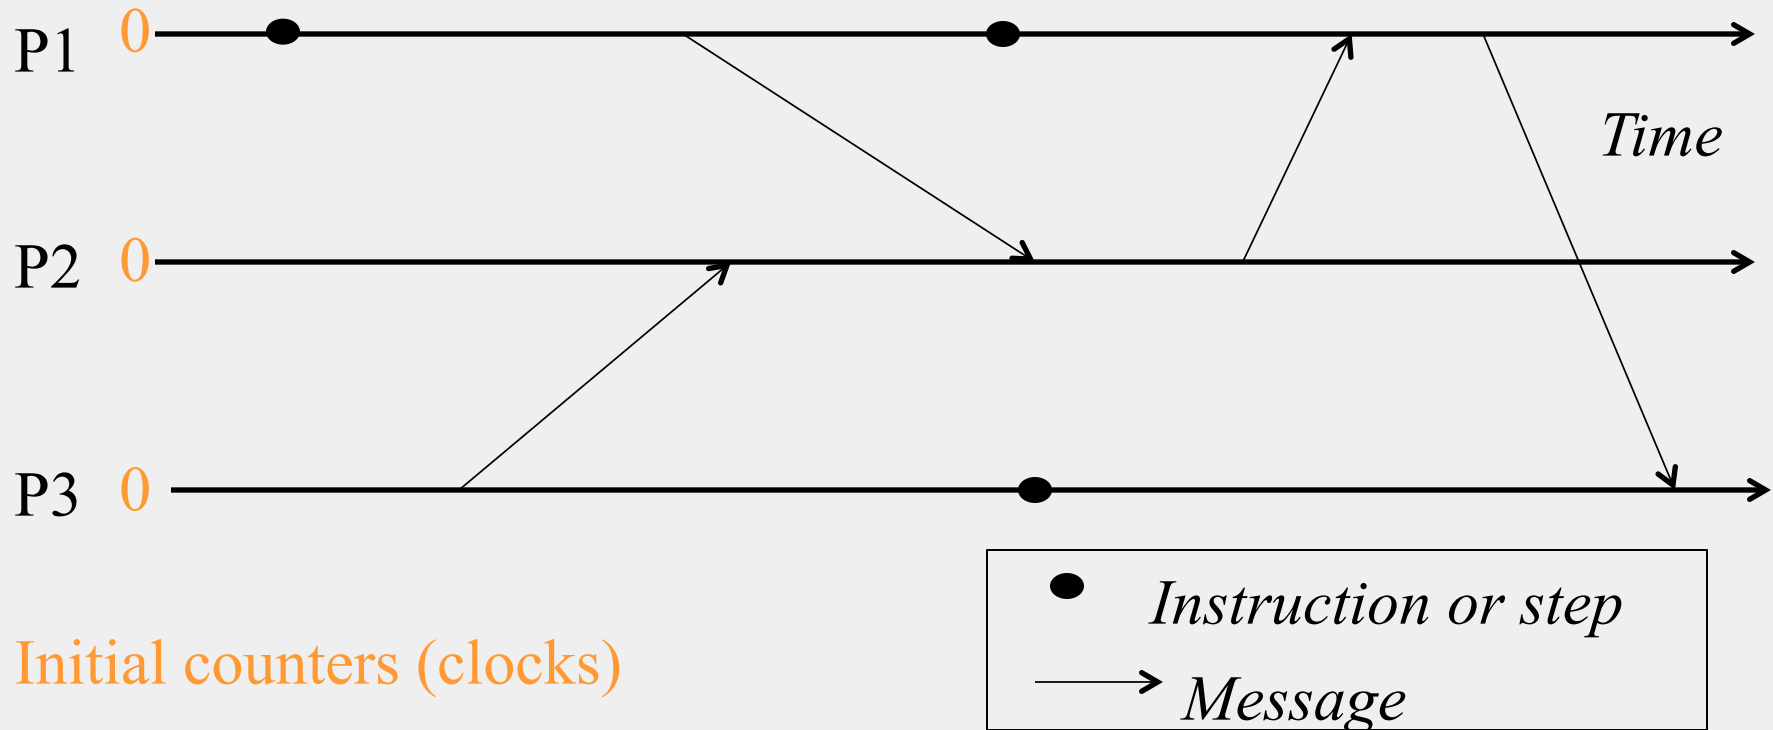 P1 0
Time
P2 0
P3 0
Instruction or step
Initial counters (clocks)
Message